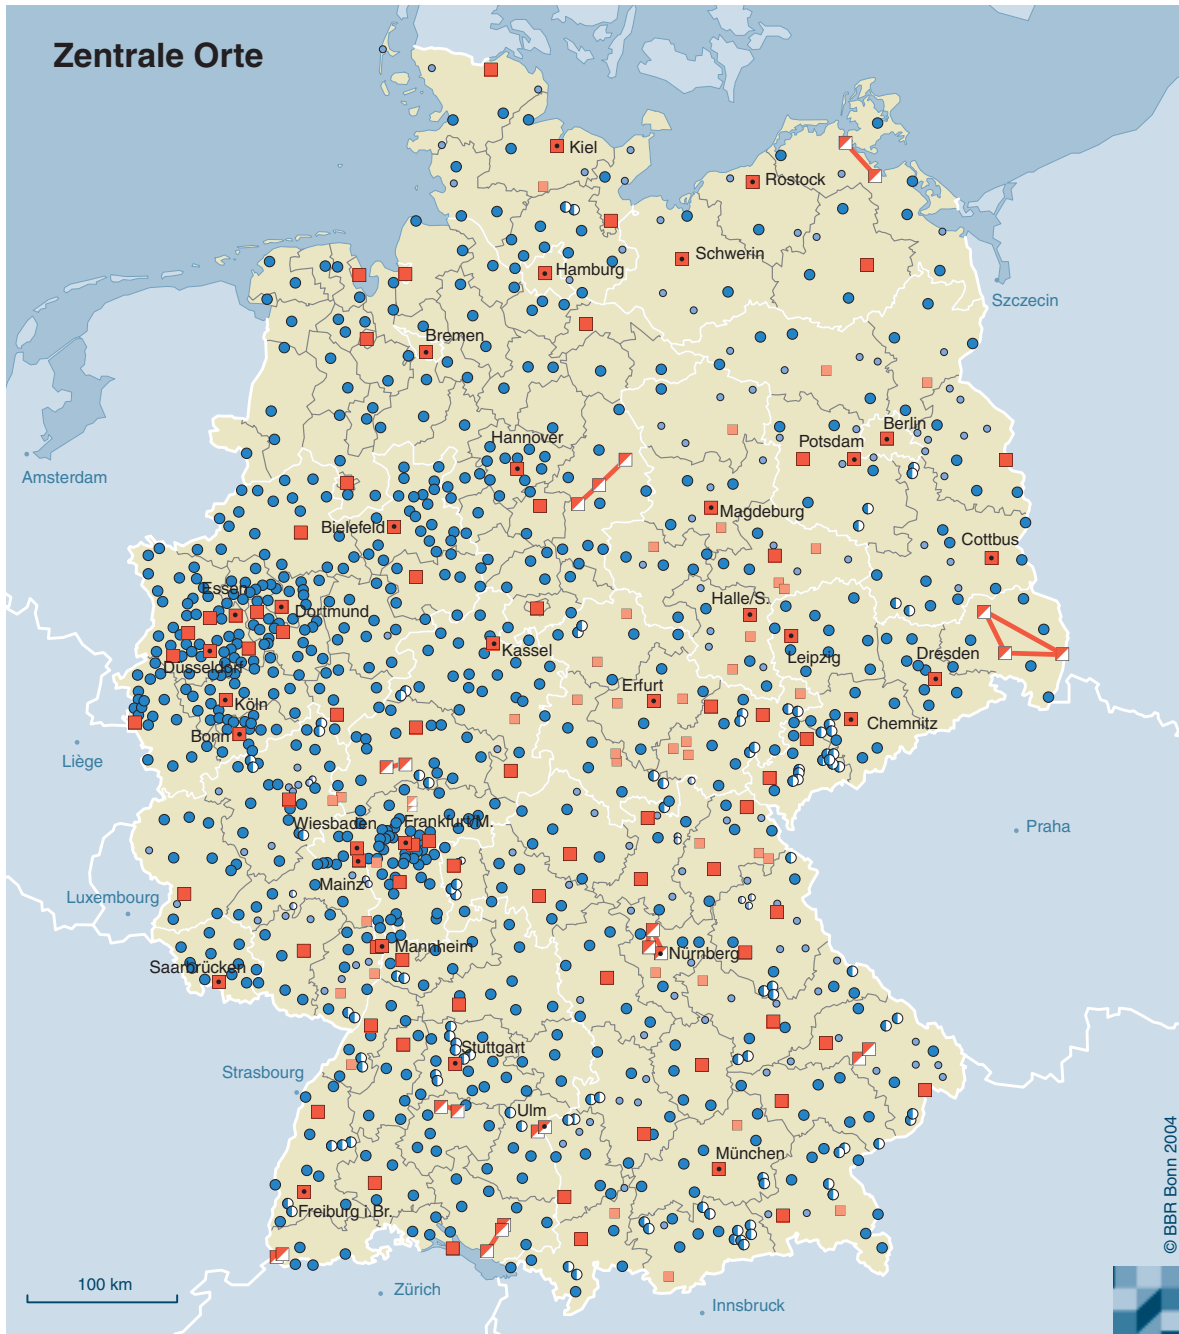 Zentrale Orte
Kiel
Rostock
Schwerin
Hamburg
Szczecin
Bremen
Hannover
Berlin
Potsdam
Amsterdam
Magdeburg
Bielefeld
Cottbus
Essen
Dortmund
Halle/S.
Kassel
Leipzig
Dresden
Düsseldorf
Erfurt
Köln
Chemnitz
Bonn
Liège
Wiesbaden
Frankfurt/M.
Praha
Mainz
Luxembourg
Mannheim
Nürnberg
Saarbrücken
Stuttgart
Strasbourg
Ulm
München
Freiburg i.Br.
100 km
Zürich
Innsbruck
© BBR Bonn 2004